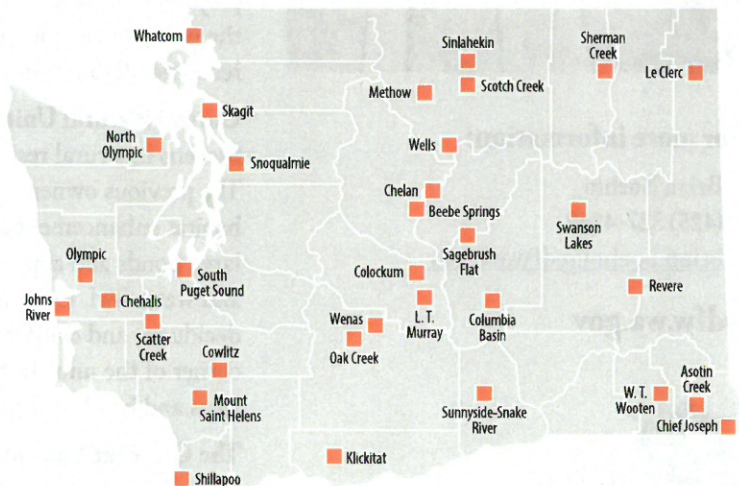 Whatcom
Sinlahekin
Sherman
Creek
Le Clerc
Methow
Scotch Creek
Skagit
North
Olympic
Wells
Snoqualmie
Chelan
Beebe Springs
Swanson
Lakes
Sagebrush
Flat
Olympic
South
Puget Sound
Colockum
Revere
Johns
River
Chehalis
Scatter
Creek
Wenas
L. T.
Murray
Columbia
Basin
Oak Creek
Cowlitz
Asotin
Creek
Mount
Saint Helens
Sunnyside-Snake
River
W. T.
Wooten
Chief Joseph
Klickitat
Shillapoo